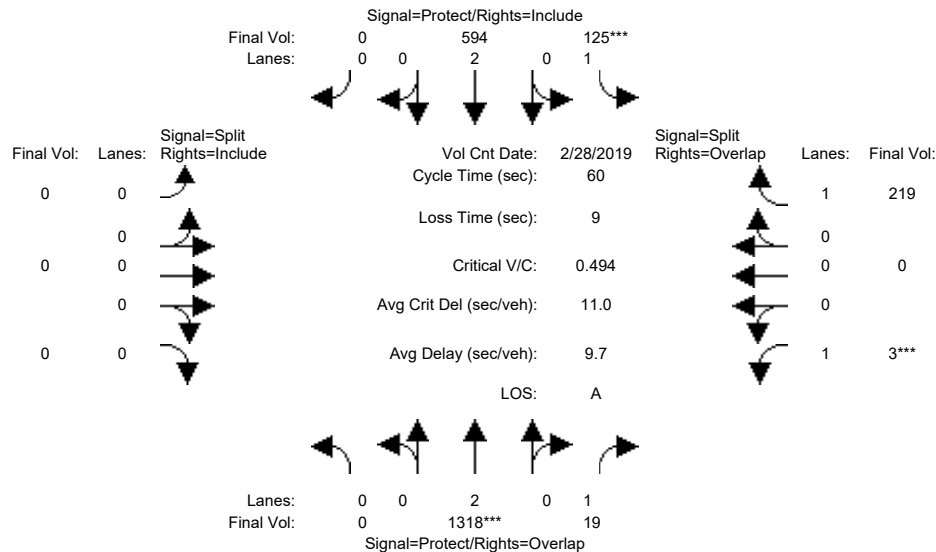 Signal=Protect/Rights=Include
Final Vol: 0 594 125***
Lanes: 0 0 2 0 1
Signal=Split
Final Vol: Lanes: Rights=Include
Vol Cnt Date: 2/28/2019
Signal=Split
Rights=Overlap Lanes: Final Vol:
Cycle Time (sec): 60
0 0
1 219
Loss Time (sec): 9
0
0
0 0
Critical V/C: 0.494
0 0
0
Avg Crit Del (sec/veh): 11.0
0
0 0
Avg Delay (sec/veh): 9.7
1 3***
LOS: A
Lanes: 0 0 2 0 1
Final Vol: 0 1318*** 19
Signal=Protect/Rights=Overlap